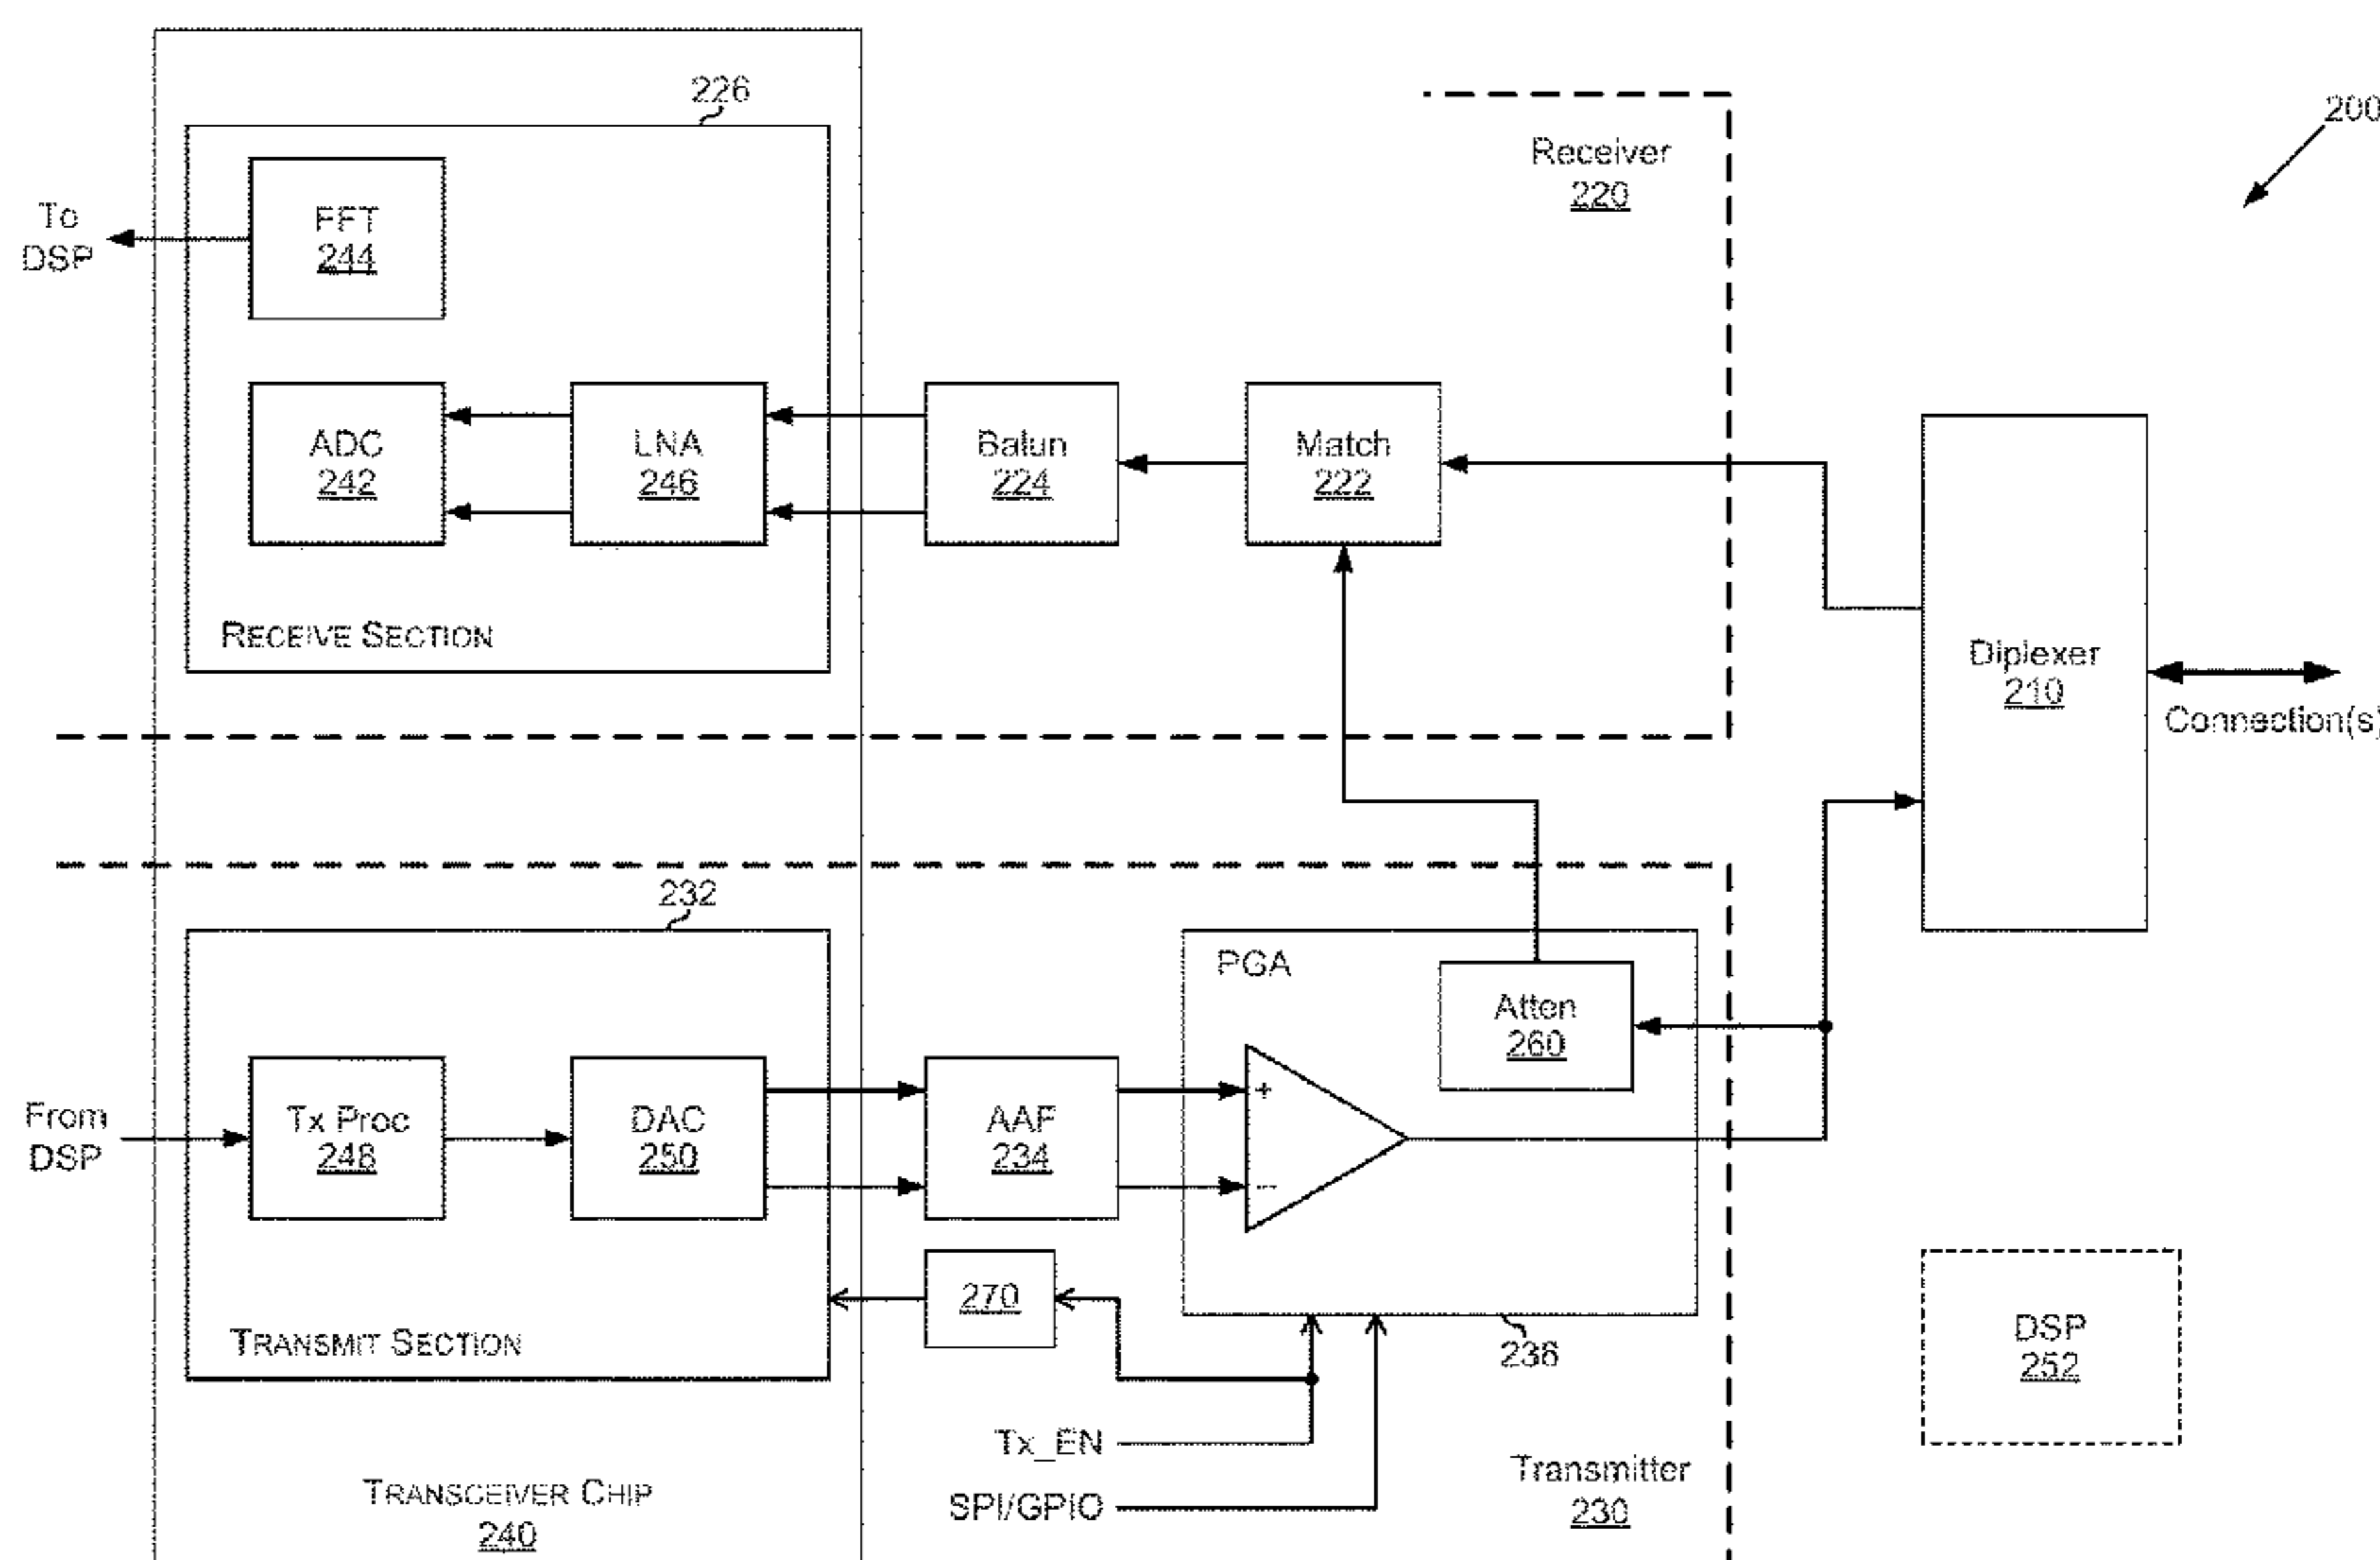 226
200
Receiver
220
To
DSP
FFT
244
ADC
242
LNA
246
Balun
224
Match
222
RECEIVE SECTION
Diplexer
210
Connection(s)
232
PGA
Atten
260
From
DSP
Tx Proc
248
DAC
250
AAF
234
+
-
270
TRANSMIT SECTION
236
DSP
252
Tx_EN
SPI/GPIO
Transmitter
230
TRANSCEIVER CHIP
240